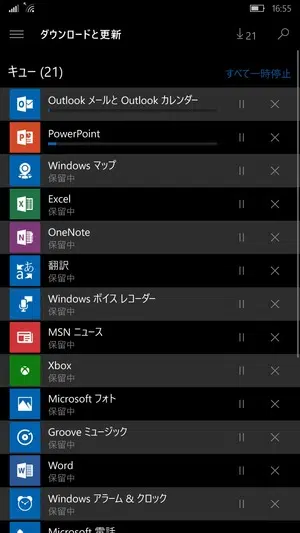 16:55
ダウンロードと更新
21
キュー (21)
すべて一時停止
Outlook メールと Outlook カレンダー
PowerPoint
Windows マップ
保留中
Excel
保留中
OneNote
保留中
翻訳
保留中
Windows ボイス レコーダー
保留中
MSN ニュース
保留中
Xbox
保留中
Microsoft フォト
保留中
Groove ミュージック
保留中
Word
保留中
Windows アラーム & クロック
保留中
Microsoft 電話